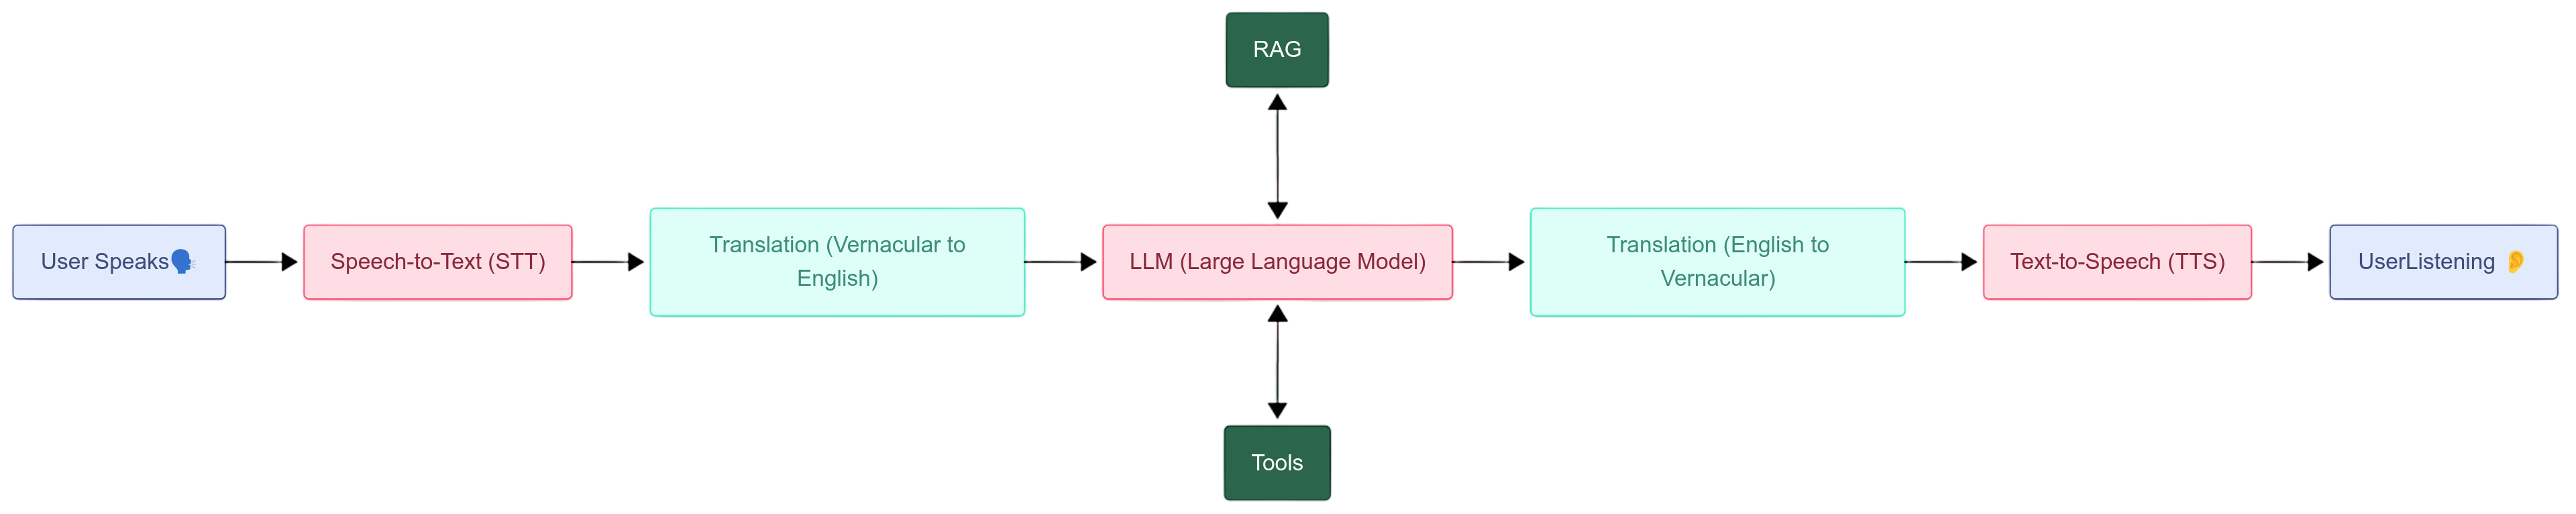 RAG
User Speaks🗣️
Speech-to-Text (STT)
Translation (Vernacular to
English)
LLM (Large Language Model)
Translation (English to
Vernacular)
Text-to-Speech (TTS)
UserListening 👂
Tools